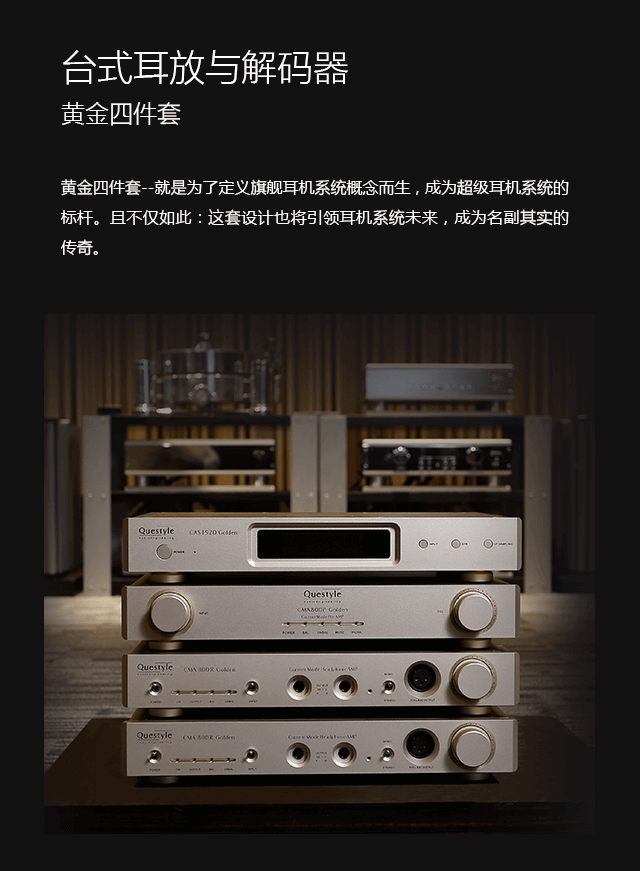 台式耳放与解码器
黄金四件套
黄金四件套--就是为了定义旗舰耳机系统概念而生，成为超级耳机系统的
标杆。且不仅如此：这套设计也将引领耳机系统未来，成为名副其实的
传奇。
Questyle CAS192D Golden
POWER
INPUT
Questyle
CMA800P Golden
Current Mode Pre AMP
INPUT
POWER BAL
Questyle CMA 800R Golden Current Mode Headphone AMP
POWER
INPUT
Questyle CMA 800R Golden Current Mode Headphone AMP
POWER
INPUT